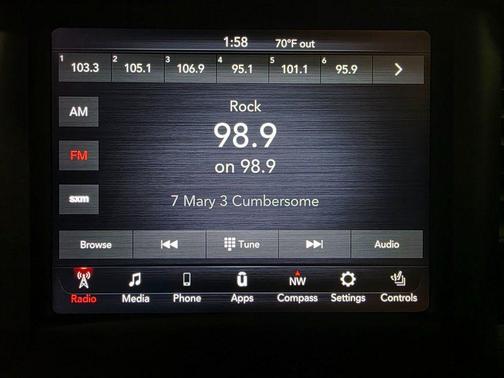 1:58 70°F out
1 103.3 2 105.1 3 106.9 4 95.1 5 101.1 6 95.9
Rock
AM
98.9
FM
on 98.9
sxm
7 Mary 3 Cumbersome
Browse Tune Audio
NW
Radio Media Phone Apps Compass Settings Controls